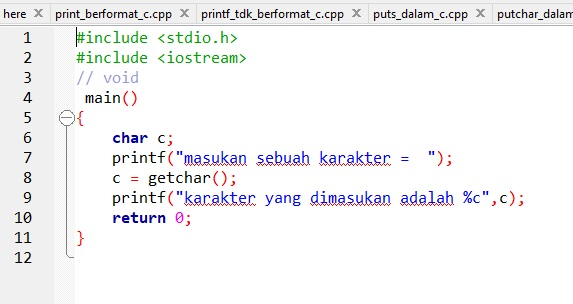 here print_berformat_c.cpp printf_tdk_berformat_c.cpp puts_dalam_c.cpp putchar_dalam
1 #include <stdio.h>
2 #include <iostream>
3 // void
4 main()
5 {
6 char c;
7 printf("masukan sebuah karakter =  ");
8 c = getchar();
9 printf("karakter yang dimasukan adalah %c",c);
10 return 0;
11 }
12